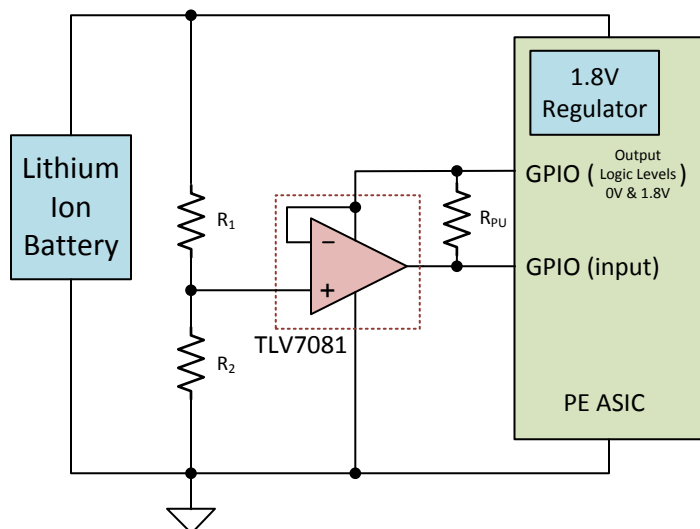 1.8V
Regulator
Lithium
Ion
Battery
GPIO (
Output
Logic Levels
0V & 1.8V
)
R1
RPU
−
+
GPIO (input)
TLV7081
R2
PE ASIC